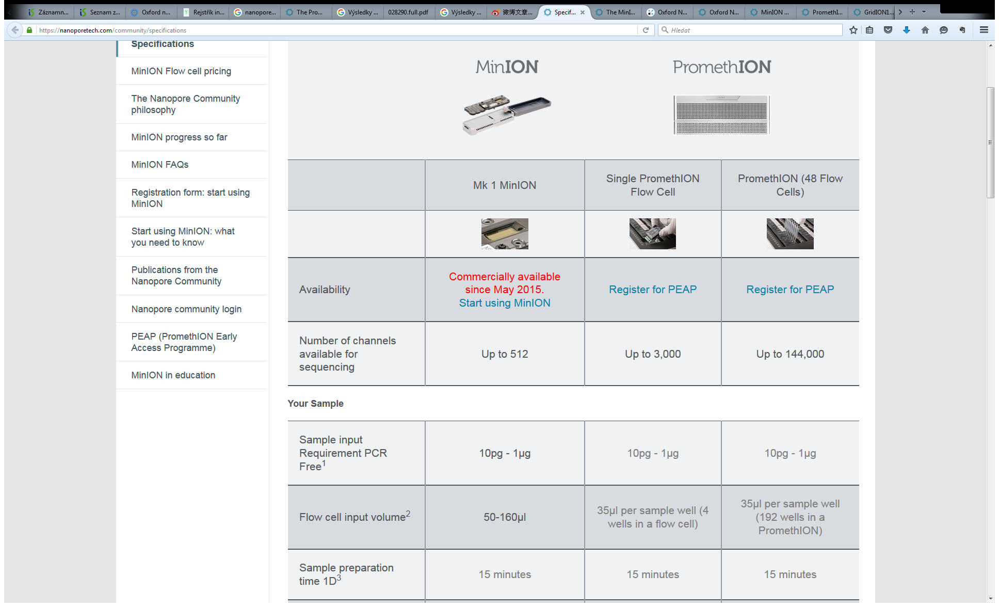 Záznamn...
Seznam z...
Oxford n...
Rejstřík in...
nanopore...
The Pro...
Výsledky ...
028290.full.pdf
Výsledky ...
微博文章...
Specif...
The MinI...
Oxford N...
Oxford N...
MinION ...
PromethI...
GridION1...
https://nanoporetech.com/community/specifications
Hledat
Specifications
MinION Flow cell pricing
The Nanopore Community
philosophy
MinION progress so far
MinION FAQs
Registration form: start using
MinION
Start using MinION: what
you need to know
Publications from the
Nanopore Community
Nanopore community login
PEAP (PromethION Early
Access Programme)
MinION in education
MinION
PromethION
Mk 1 MinION
Single PromethION
Flow Cell
PromethION (48 Flow
Cells)
Availability
Commercially available
since May 2015.
Start using MinION
Register for PEAP
Register for PEAP
Number of channels
available for
sequencing
Up to 512
Up to 3,000
Up to 144,000
Your Sample
Sample input
Requirement PCR
Free1
10pg - 1µg
10pg - 1µg
10pg - 1µg
Flow cell input volume2
50-160µl
35µl per sample well (4
wells in a flow cell)
35µl per sample well
(192 wells in a
PromethION)
Sample preparation
time 1D3
15 minutes
15 minutes
15 minutes